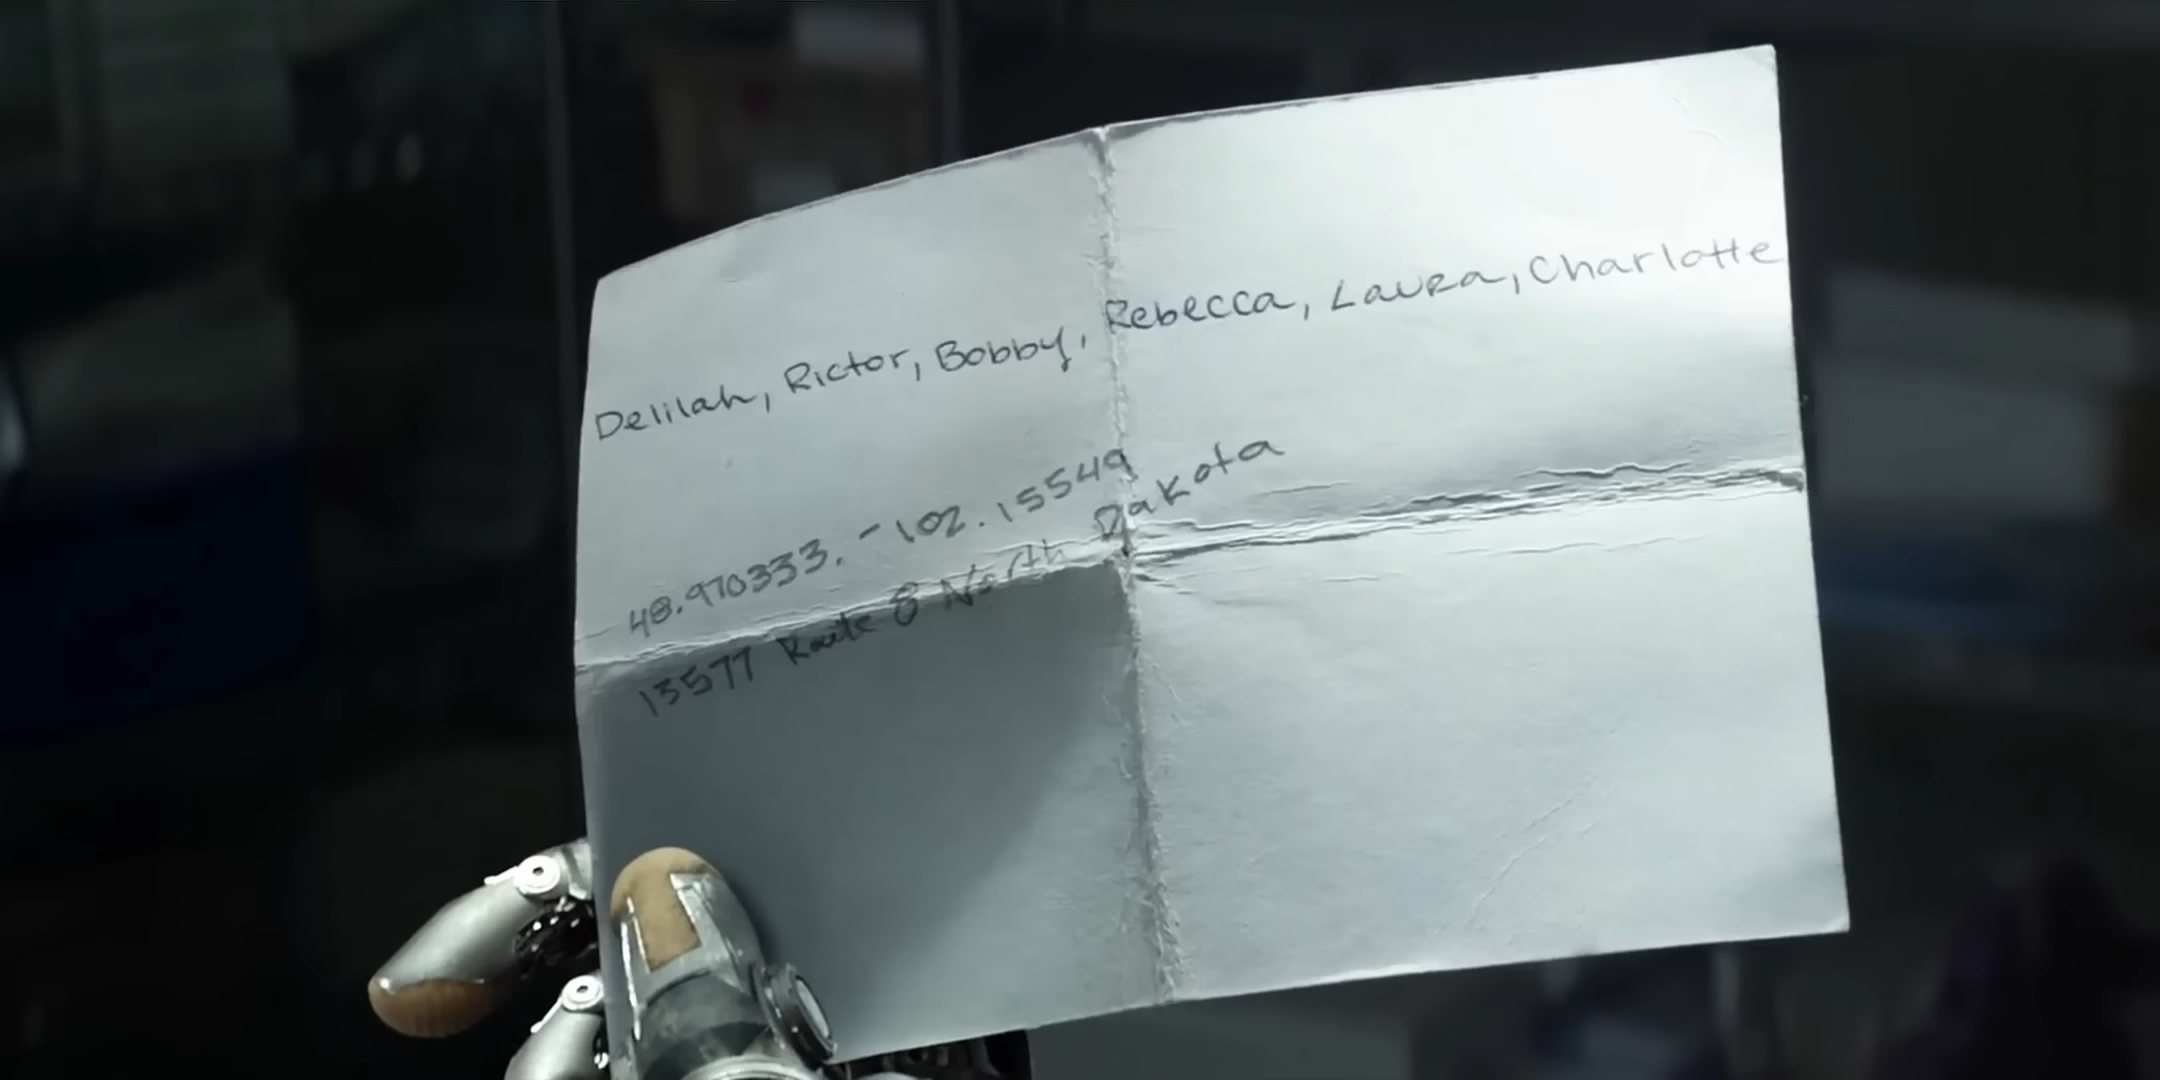 Delilah, Rictor, Bobby, Rebecca, Laura, Charlotte
48.970333. -102.15549
13577 Route 8 North Dakota